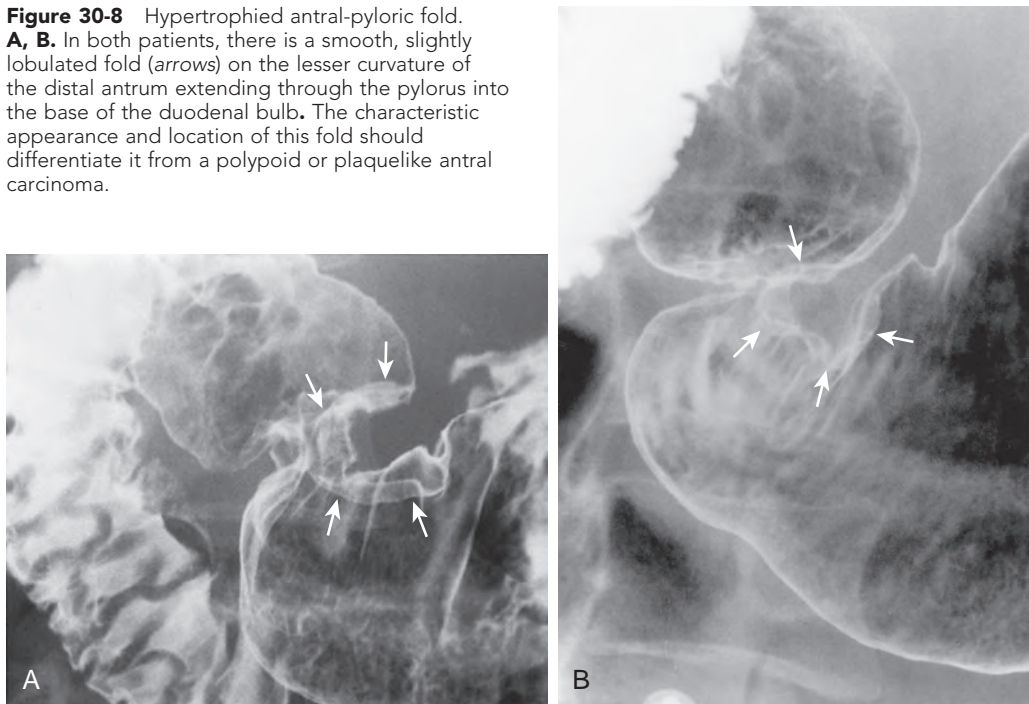 Figure 30-8 Hypertrophied antral-pyloric fold.
A, B. In both patients, there is a smooth, slightly
lobulated fold (arrows) on the lesser curvature of
the distal antrum extending through the pylorus into
the base of the duodenal bulb. The characteristic
appearance and location of this fold should
differentiate it from a polypoid or plaquelike antral
carcinoma.
A
B